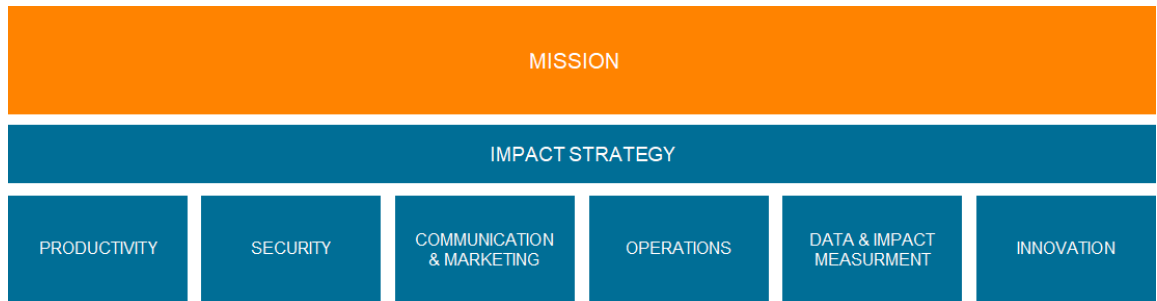 MISSION
IMPACT STRATEGY
PRODUCTIVITY
SECURITY
COMMUNICATION
& MARKETING
OPERATIONS
DATA & IMPACT
MEASURMENT
INNOVATION